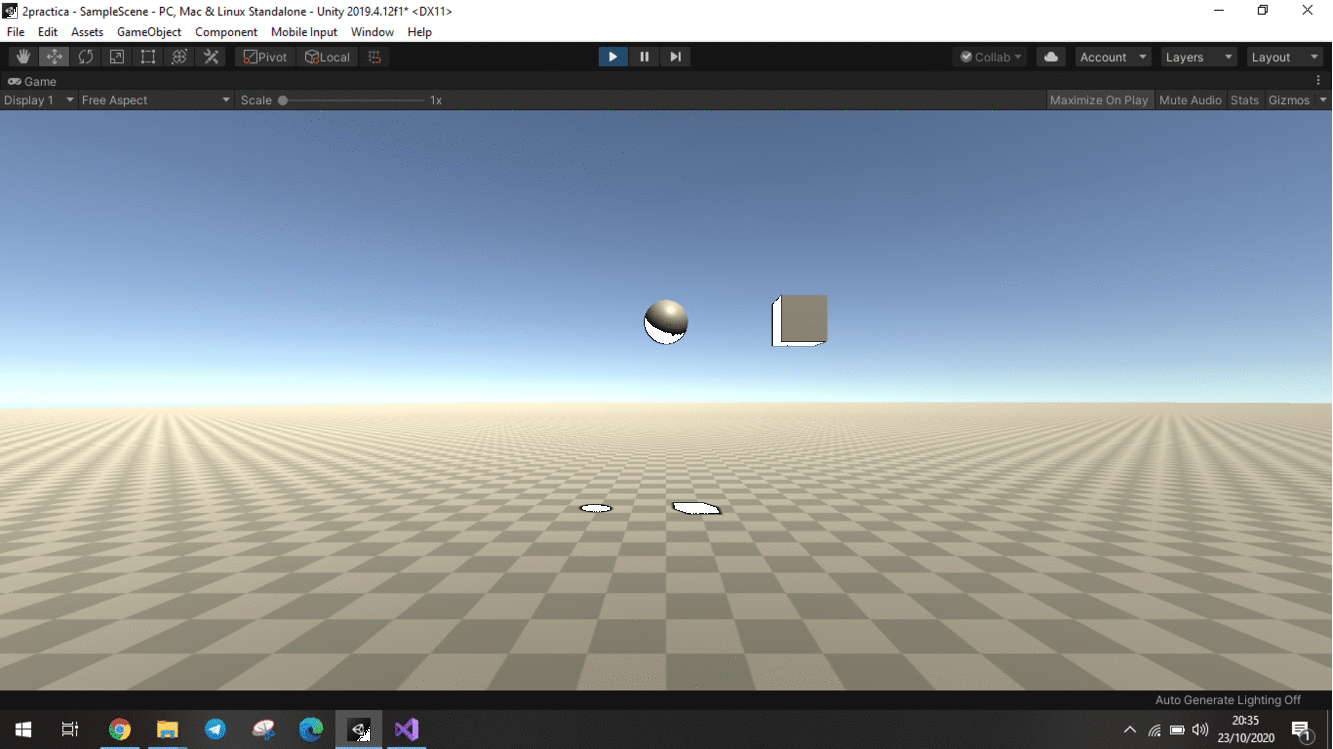 2practica - SampleScene - PC, Mac & Linux Standalone - Unity 2019.4.12f1* <DX11>
File Edit Assets GameObject Component Mobile Input Window Help
Pivot Local Collab Account Layers Layout
Game
Display 1 Free Aspect Scale 1x Maximize On Play Mute Audio Stats Gizmos
Auto Generate Lighting Off
20:35
23/10/2020
1